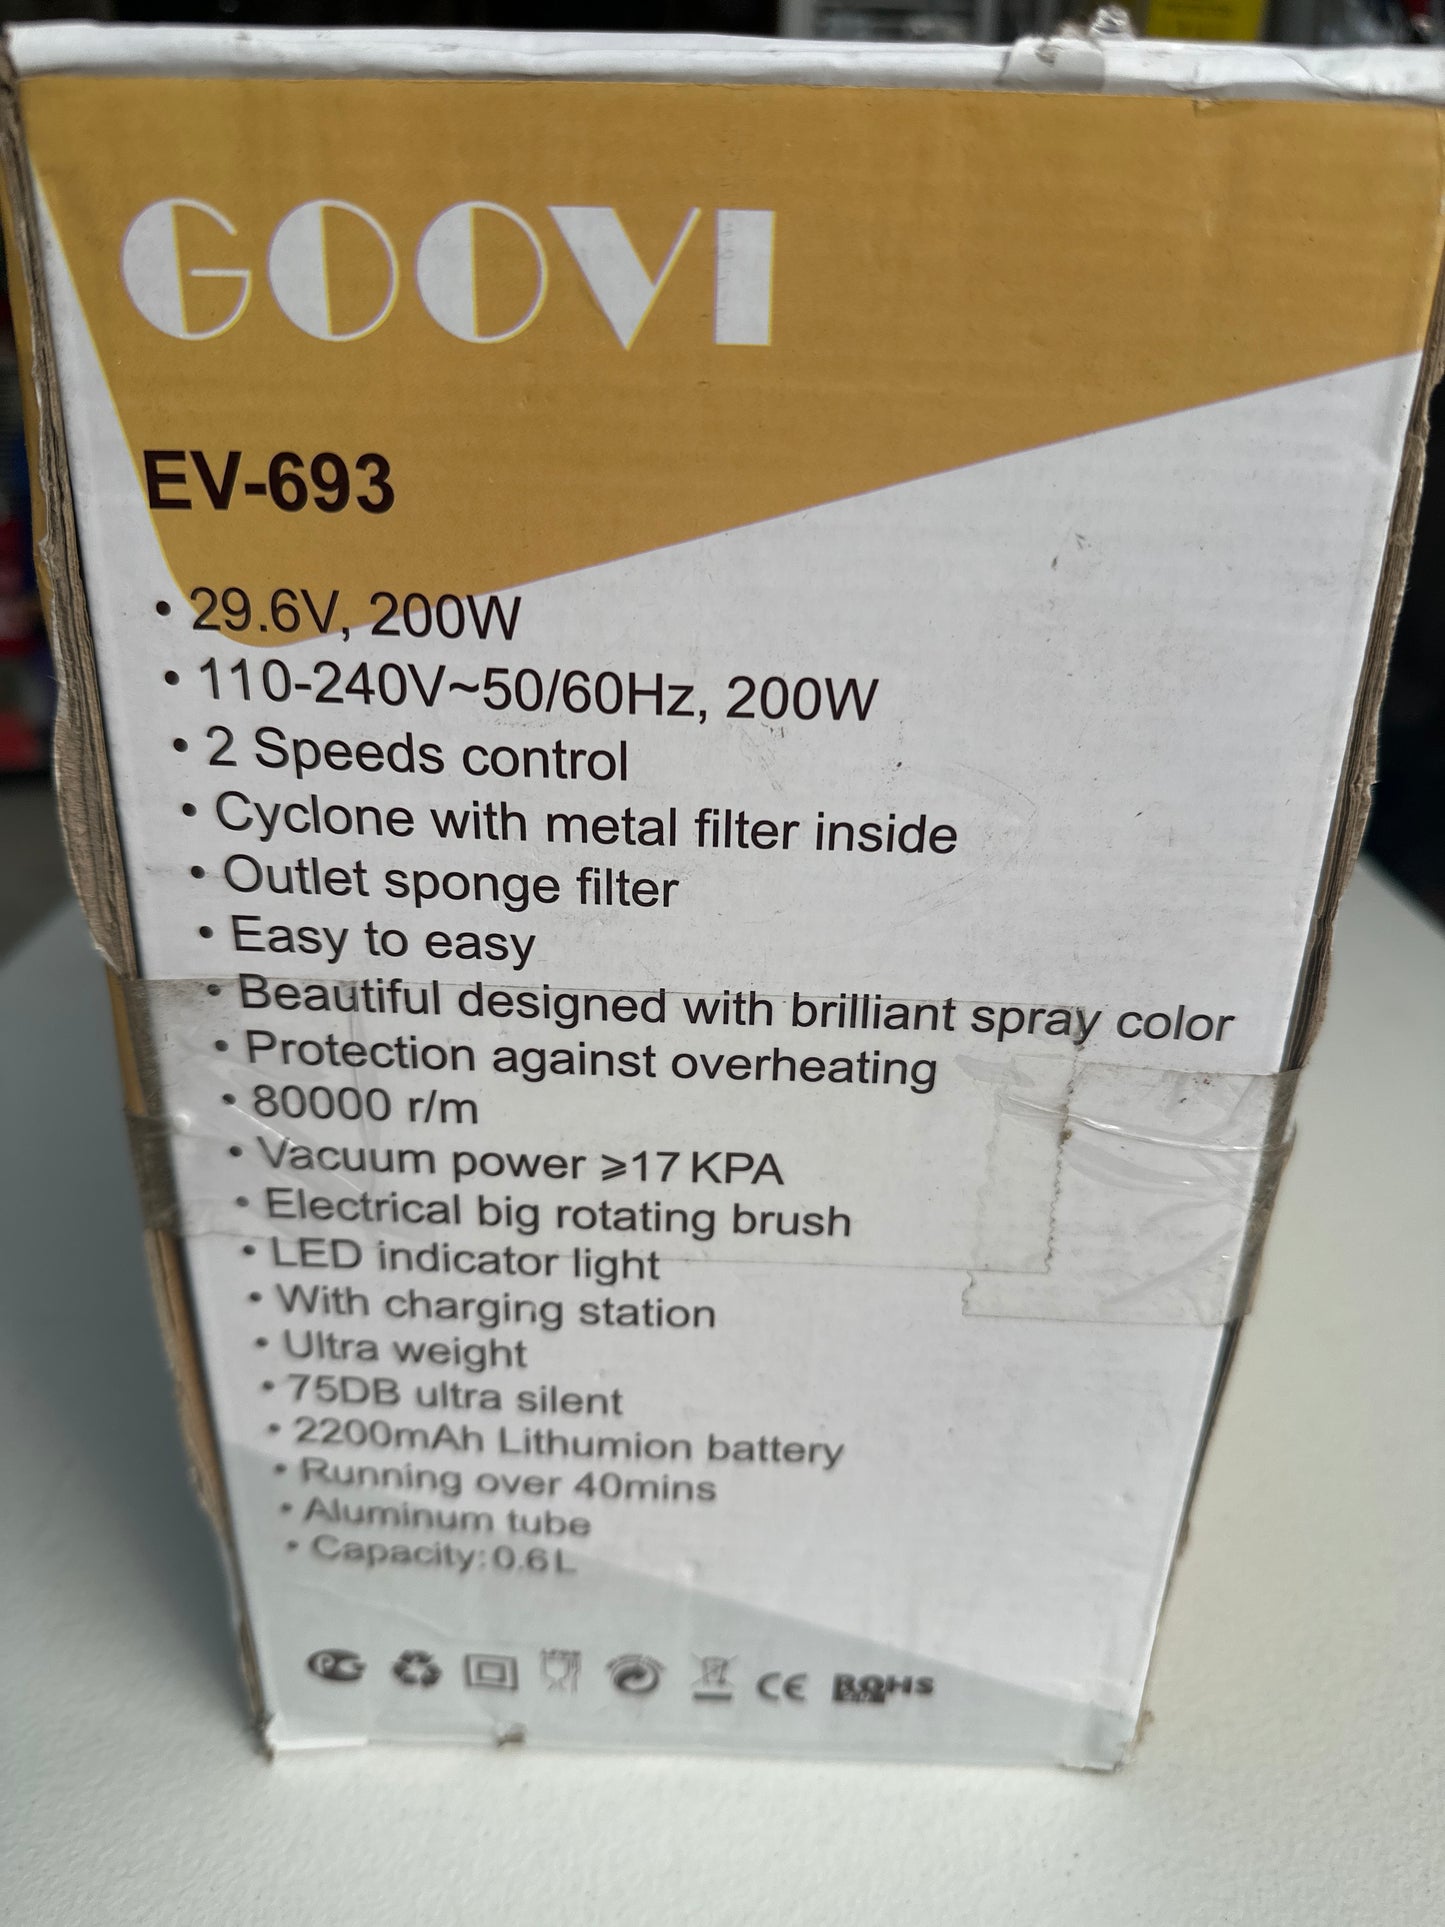 GOOVI
EV-693
• 29.6V, 200W
• 110-240V~50/60Hz, 200W
• 2 Speeds control
• Cyclone with metal filter inside
• Outlet sponge filter
• Easy to easy
• Beautiful designed with brilliant spray color
• Protection against overheating
• 80000 r/m
• Vacuum power ⩾17 KPA
• Electrical big rotating brush
• LED indicator light
• With charging station
• Ultra weight
• 75DB ultra silent
• 2200mAh Lithumion battery
• Running over 40mins
• Aluminum tube
• Capacity: 0.6 L
CE ROHS